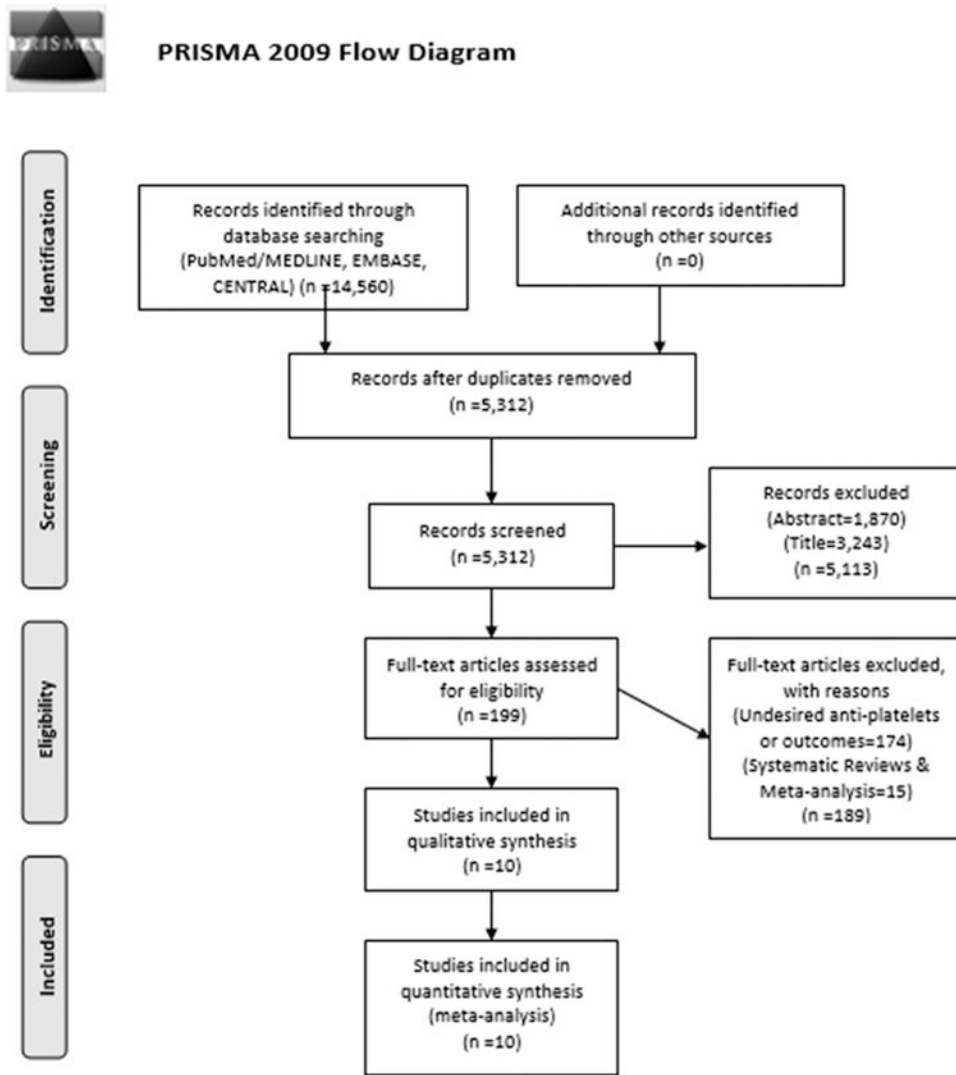 PRISMA
PRISMA 2009 Flow Diagram
Identification
Records identified through
database searching
(PubMed/MEDLINE, EMBASE,
CENTRAL) (n =14,560)
Additional records identified
through other sources
(n =0)
Records after duplicates removed
(n =5,312)
Screening
Records screened
(n =5,312)
Records excluded
(Abstract=1,870)
(Title=3,243)
(n =5,113)
Eligibility
Full-text articles assessed
for eligibility
(n =199)
Full-text articles excluded,
with reasons
(Undesired anti-platelets
or outcomes=174)
(Systematic Reviews &
Meta-analysis=15)
(n =189)
Studies included in
qualitative synthesis
(n =10)
Included
Studies included in
quantitative synthesis
(meta-analysis)
(n =10)